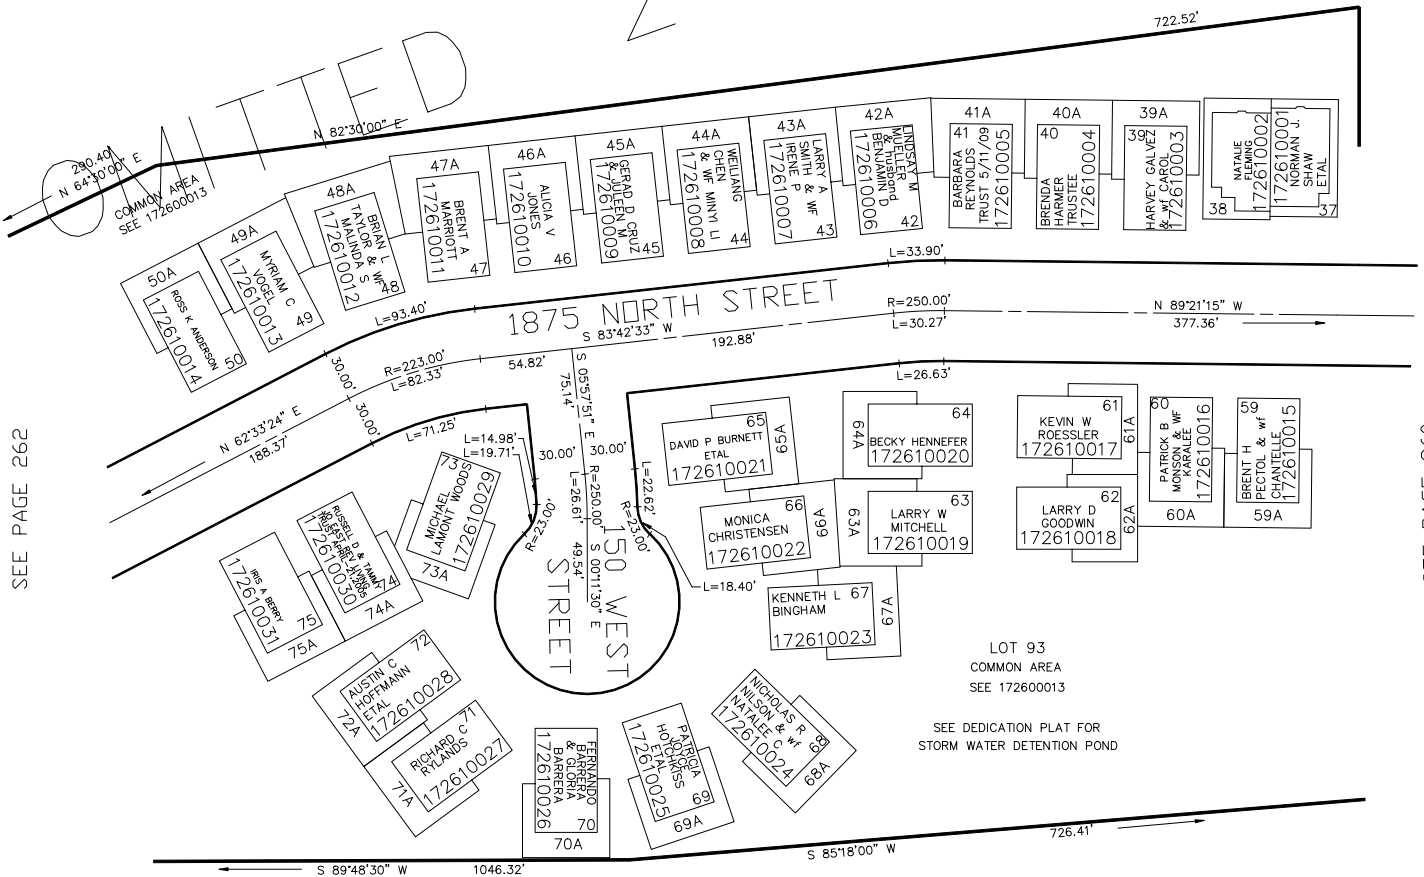 722.52'
MITTED
N 82°30'00" E
290.40'
N 64°30'00" E
COMMON AREA
SEE 172600013
50A
ROSS K ANDERSON
172610014
50
49A
MYRIAM C
VOGEL
172610013
49
48A
BRIAN L
TAYLOR & WF
MALINDA S
172610012
48
47A
BRENT A
MARRIOTT
172610011
47
46A
ALICIA V
JONES
172610010
46
45A
GERAD D CRUZ
& JULEEN M
172610009
45
44A
WEILIANG
CHEN
& WF MINYI LI
172610008
44
43A
LARRY A
SMITH & WF
IRENE P
172610007
43
42A
LINDSAY M
MUELLER
& husband
BENJAMIN D
172610006
42
41A
41
BARBARA
REYNOLDS
TRUST 5/11/09
172610005
40A
40
BRENDA
HARMER
TRUSTEE
172610004
39A
39
HARVEY GALVEZ
& wf CAROL
172610003
NATALIE
FLEMING
172610002
38
172610001
NORMAN J.
SHAW
ETAL
37
L=33.90'
L=93.40'
1875 NORTH STREET
S 83°42'33" W
192.88'
R=250.00'
L=30.27'
N 89°21'15" W
377.36'
30.00'
30.00'
R=223.00'
L=82.33'
54.82'
S 05°57'51" E
75.14'
L=26.63'
N 62°33'24" E
188.37'
L=71.25'
L=14.98'
L=19.71'
30.00'
30.00'
R=250.00'
L=26.61'
L=22.62'
R=23.00'
R=23.00'
49.54'
S 00°11'30" E
L=18.40'
150 WEST
STREET
SEE PAGE 262
65
DAVID P BURNETT
ETAL
172610021
65A
64A
64
BECKY HENNEFER
172610020
61
KEVIN W
ROESSLER
172610017
61A
60
PATRICK B
MONSON & WF
KARALEE
172610016
60A
59
BRENT H
PECTOL & wf
CHANTELLE
172610015
59A
66
MONICA
CHRISTENSEN
172610022
66A
63A
63
LARRY W
MITCHELL
172610019
62
LARRY D
GOODWIN
172610018
62A
KENNETH L
BINGHAM
67
172610023
67A
73
MICHAEL
LAMONT WOODS
172610029
73A
RUSSELL D & TAMMY
172610030
74
74A
IRIS A BERRY
172610031
75
75A
72
AUSTIN C
HOFFMANN
ETAL
172610028
72A
71
RICHARD C
RYLANDS
172610027
71A
FERNANDO
BARRERA
& GLORIA
BARRERA
172610026
70
70A
PATRICIA
JOYCE
HOTCHKISS
ETAL
172610025
69
69A
NICHOLAS R
NILSON & wf
NATALEE C
172610024
68
68A
LOT 93
COMMON AREA
SEE 172600013
SEE DEDICATION PLAT FOR
STORM WATER DETENTION POND
S 89°48'30" W
1046.32'
S 85°18'00" W
726.41'